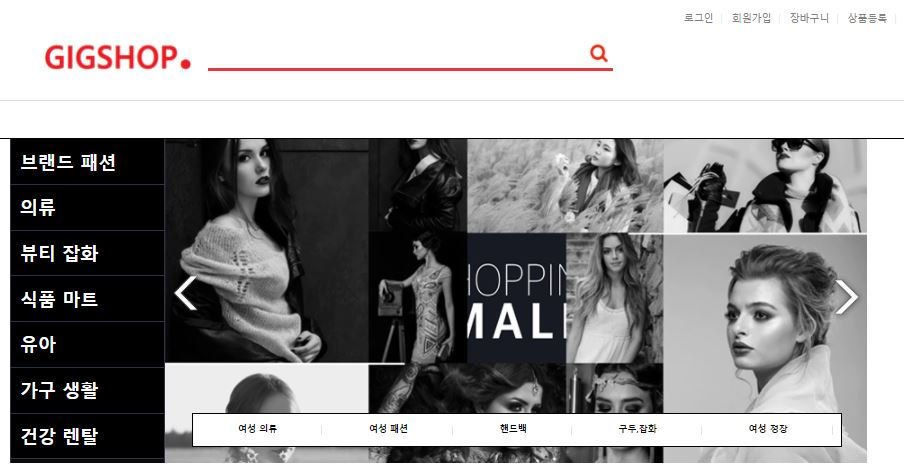 로그인 회원가입 장바구니 상품등록
GIGSHOP.
브랜드 패션
의류
뷰티 잡화
식품 마트
유아
가구 생활
건강 렌탈
HOPPIN
MALL
여성 의류 여성 패션 핸드백 구두,잡화 여성 정장